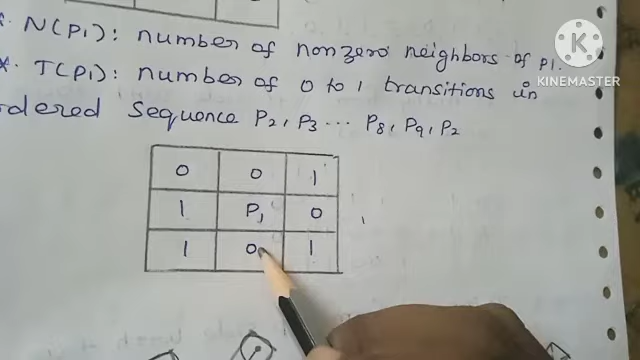 N(P1): number of nonzero neighbors of P1.
*. T(P1): number of 0 to 1 transitions in
ordered sequence P2, P3 ... P8, P9, P2
0 0 1
1 P1 0
1 0 1
K
KINEMASTER